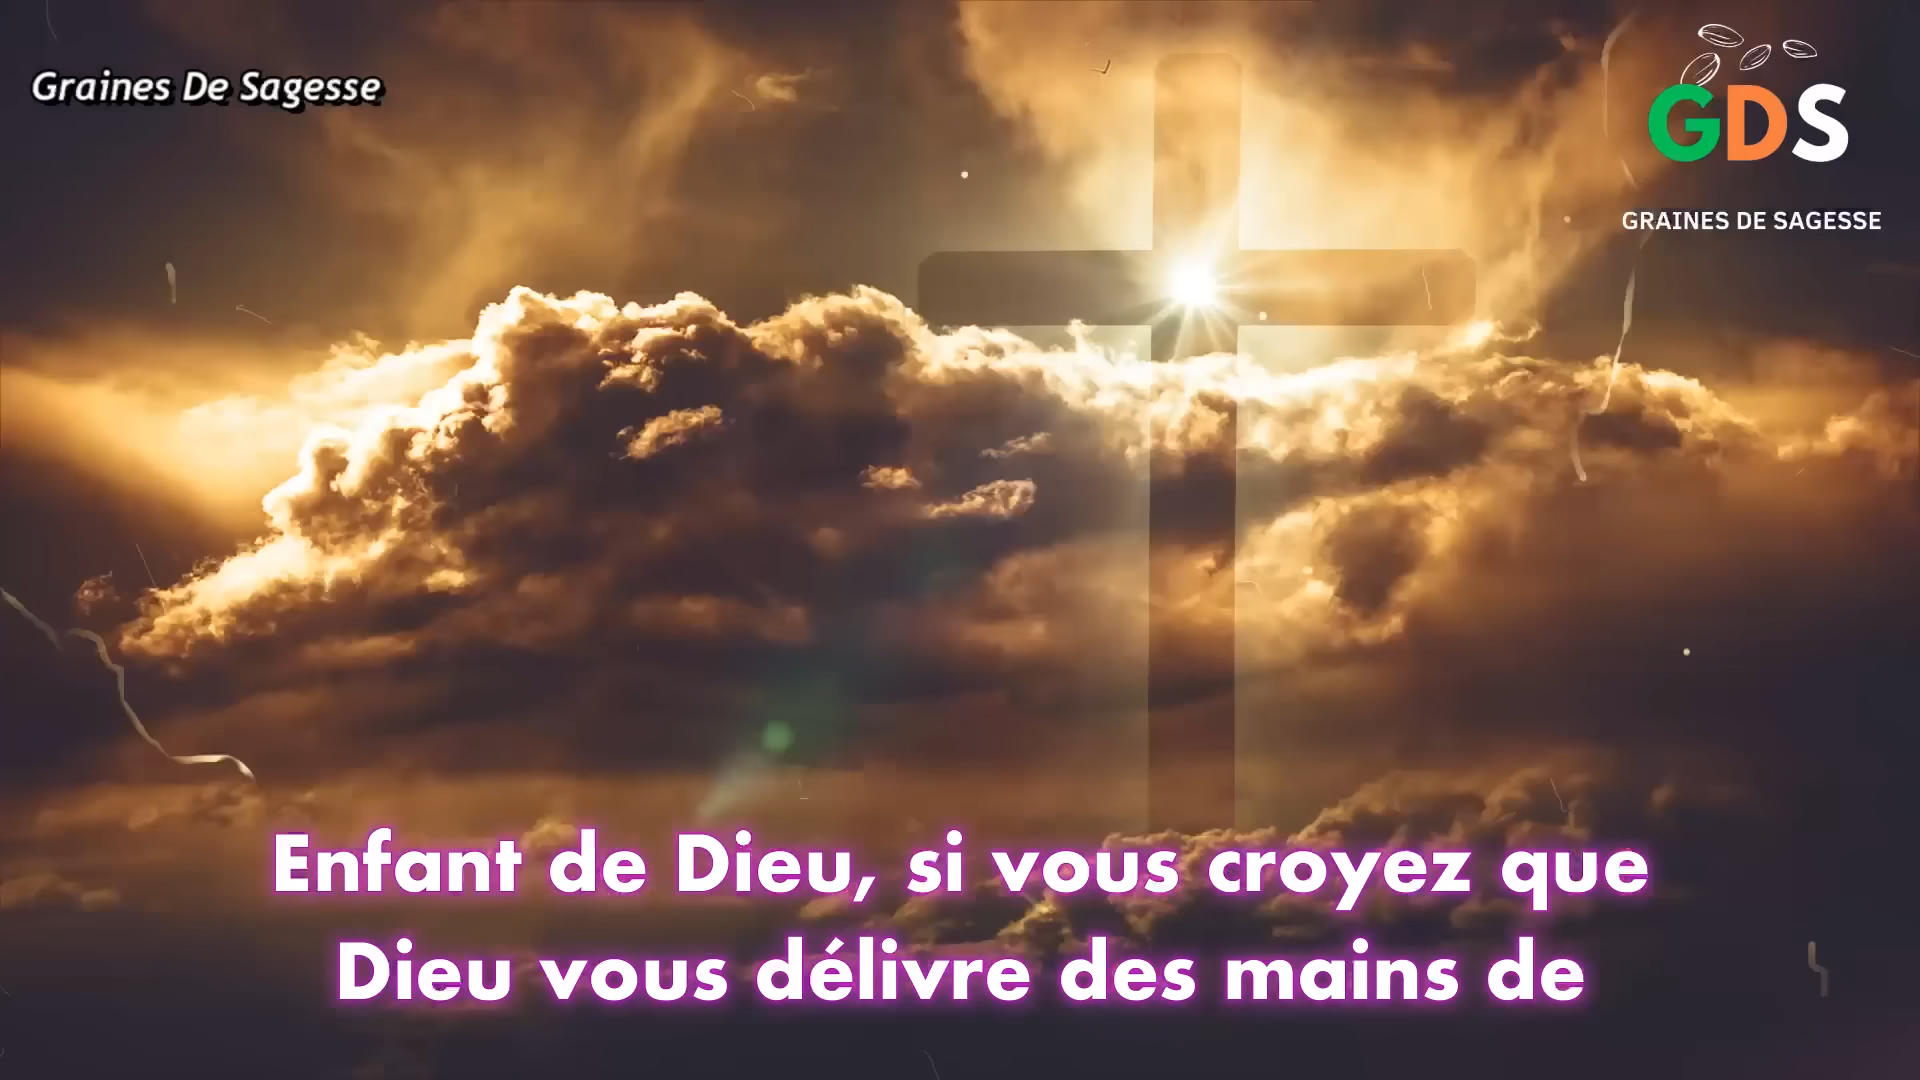 Graines De Sagesse
GDS
GRAINES DE SAGESSE
Enfant de Dieu, si vous croyez que
Dieu vous délivre des mains de